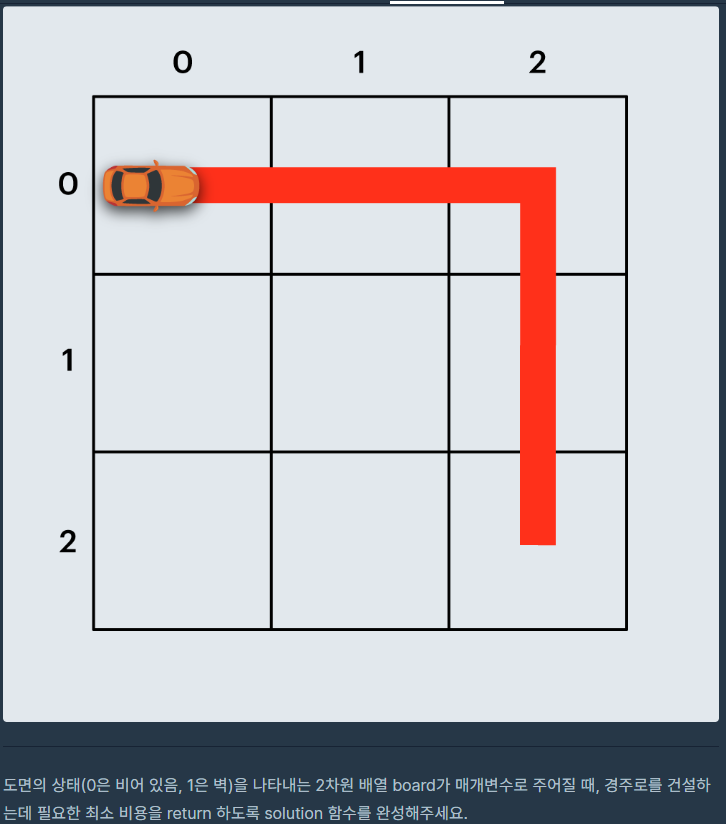 0 1 2
0
1
2
도면의 상태(0은 비어 있음, 1은 벽)을 나타내는 2차원 배열 board가 매개변수로 주어질 때, 경주로를 건설하
는데 필요한 최소 비용을 return 하도록 solution 함수를 완성해주세요.